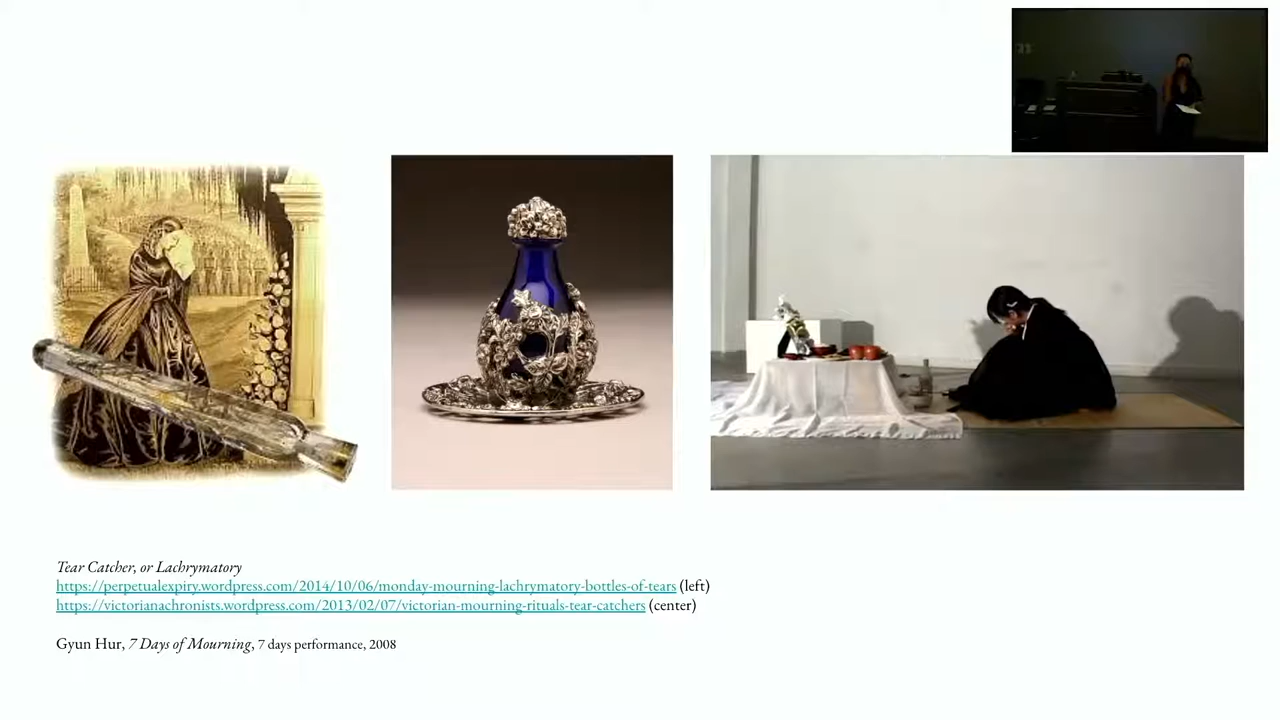 Tear Catcher, or Lachrymatory
https://perpetualexpiry.wordpress.com/2014/10/06/monday-mourning-lachrymatory-bottles-of-tears (left)
https://victorianachronists.wordpress.com/2013/02/07/victorian-mourning-rituals-tear-catchers (center)
Gyun Hur, 7 Days of Mourning, 7 days performance, 2008